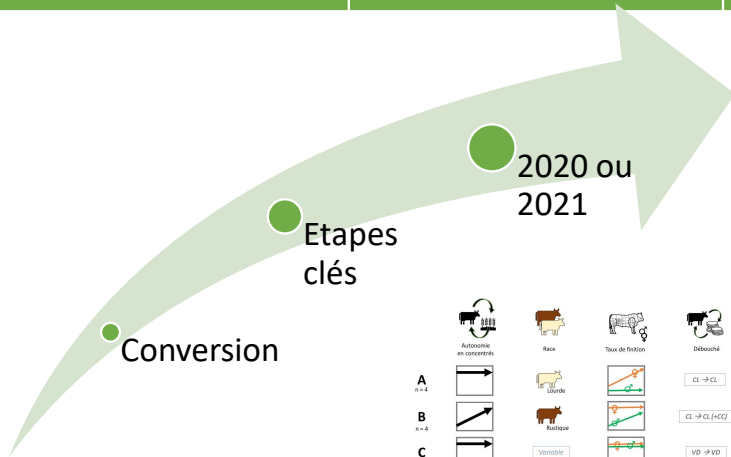 2020 ou
2021
Etapes
clés
Conversion
Autonomie
en concentrés
Race
Taux de finition
Débouché
A
n = 4
Lourde
CL → CL
B
n = 4
Rustique
CL → CL (+CC)
C
Variable
VD → VD